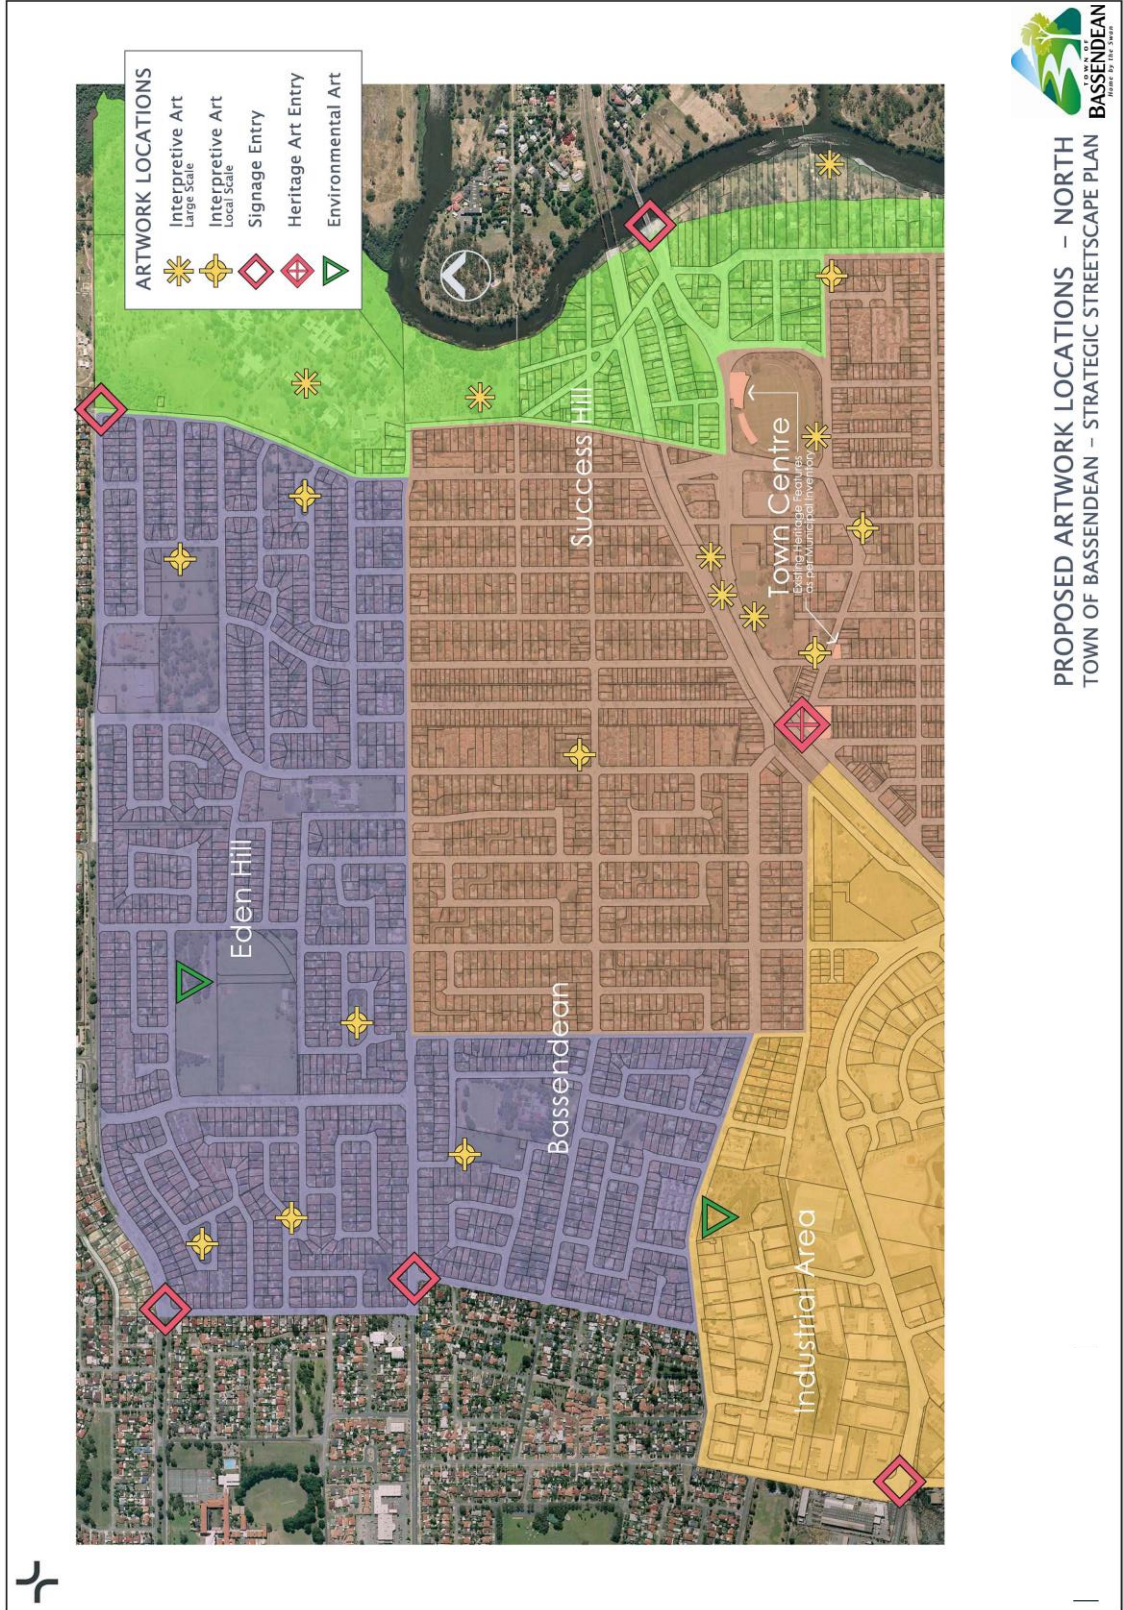 ARTWORK LOCATIONS
Interpretive Art
Large Scale
Interpretive Art
Local Scale
Signage Entry
Heritage Art Entry
Environmental Art
Eden Hill
Success Hill
Bassendean
Town Centre
Existing Heritage Features
as per Municipal Inventory
Industrial Area
PROPOSED ARTWORK LOCATIONS – NORTH
TOWN OF BASSENDEAN – STRATEGIC STREETSCAPE PLAN
TOWN OF
BASSENDEAN
Home by the Swan